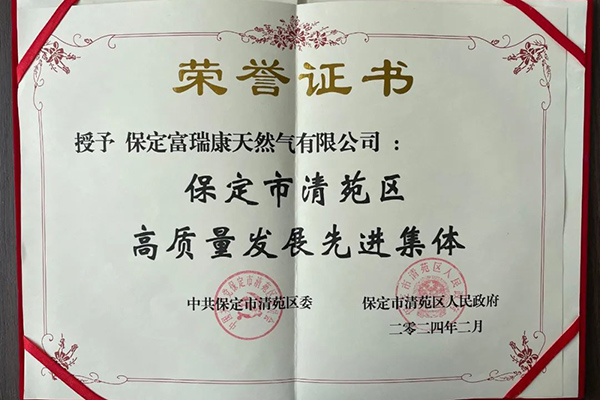 荣誉证书
授予 保定富瑞康天然气有限公司：
保定市清苑区
高质量发展先进集体
中共保定市清苑区委 保定市清苑区人民政府
二〇二四年二月